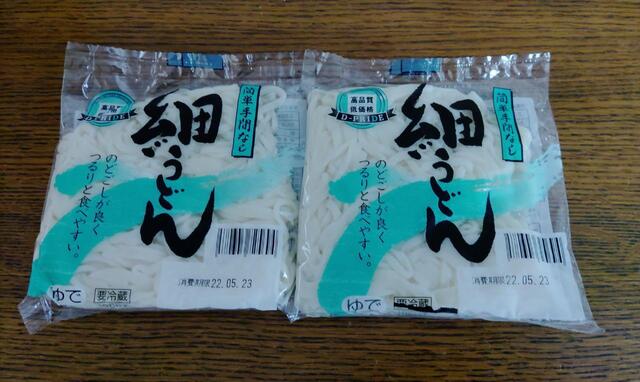 高品質
D-PRIDE
細うどん
簡単手間なし
のどごしが良く
つるりと食べやすい。
消費期限 22.05.23
ゆで
要冷蔵
高品質
低価格
D-PRIDE
細うどん
簡単手間なし
のどごしが良く
つるりと食べやすい。
消費期限 22.05.23
ゆで
要冷蔵